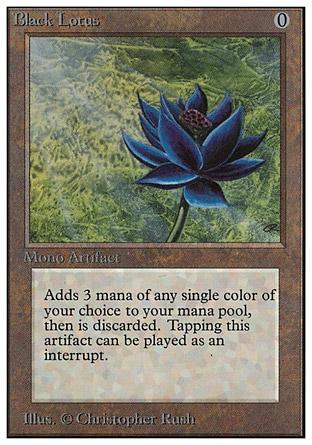 Black Lotus
0
Mono Artifact
Adds 3 mana of any single color of
your choice to your mana pool,
then is discarded. Tapping this
artifact can be played as an
interrupt.
Illus. © Christopher Rush